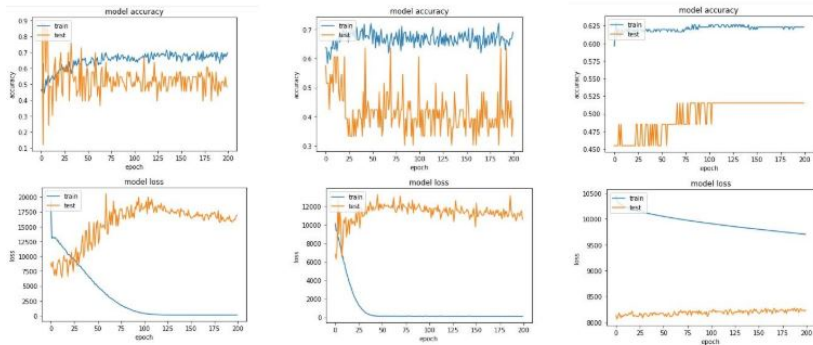 model accuracy
0.9
0.8
0.7
0.6
0.5
0.4
0.3
0.2
0.1
accuracy
train
test
0 25 50 75 100 125 150 175 200
epoch
model accuracy
0.7
0.6
0.5
0.4
0.3
accuracy
train
test
0 25 50 75 100 125 150 175 200
epoch
model accuracy
0.625
0.600
0.575
0.550
0.525
0.500
0.475
0.450
accuracy
train
test
0 25 50 75 100 125 150 175 200
epoch
model loss
20000
17500
15000
12500
10000
7500
5000
2500
0
loss
train
test
0 25 50 75 100 125 150 175 200
epoch
model loss
12000
10000
8000
6000
4000
2000
0
loss
train
test
0 25 50 75 100 125 150 175 200
epoch
model loss
10500
10000
9500
9000
8500
8000
loss
train
test
0 25 50 75 100 125 150 175 200
epoch